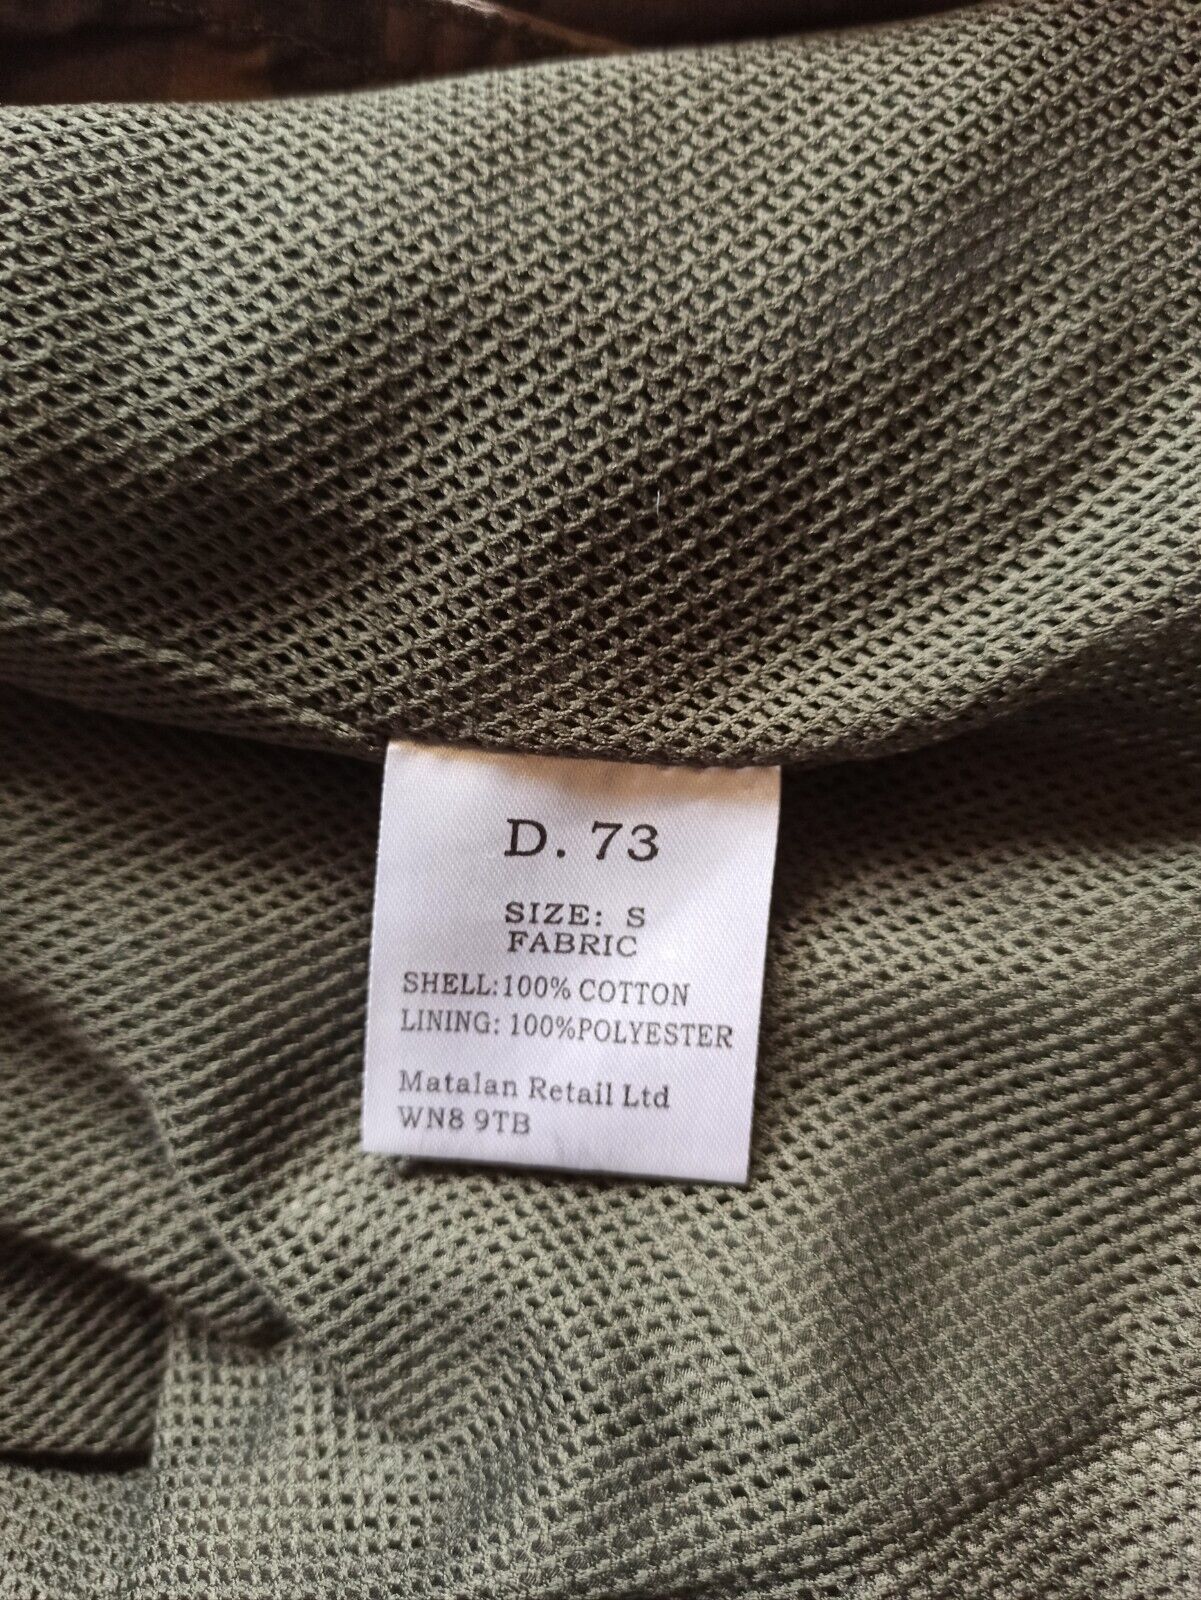 D. 73
SIZE: S
FABRIC
SHELL:100% COTTON
LINING: 100%POLYESTER
Matalan Retail Ltd
WN8 9TB